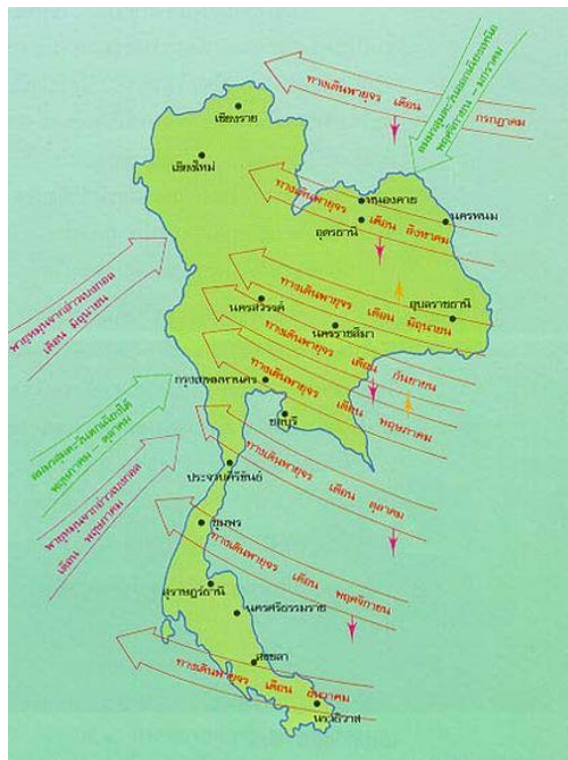 ทางเดินพายุจร เดือน กรกฎาคม
ลมมรสุมตะวันออกเฉียงเหนือ
พฤศจิกายน - มกราคม
เชียงราย
เชียงใหม่
ทางเดินพายุจร เดือน สิงหาคม
หนองคาย
นครพนม
อุดรธานี
พายุหมุนจากอ่าวเบงกอล
เดือน มิถุนายน
ทางเดินพายุจร เดือน มิถุนายน
อุบลราชธานี
นครสวรรค์
นครราชสีมา
ทางเดินพายุจร เดือน กันยายน
กรุงเทพมหานคร
ทางเดินพายุจร เดือน พฤษภาคม
ลมมรสุมตะวันตกเฉียงใต้
พฤษภาคม - ตุลาคม
ชลบุรี
พายุหมุนจากอ่าวเบงกอล
เดือน พฤษภาคม
ประจวบคีรีขันธ์
ทางเดินพายุจร เดือน ตุลาคม
ชุมพร
ทางเดินพายุจร เดือน พฤศจิกายน
สุราษฎร์ธานี
นครศรีธรรมราช
สงขลา
ทางเดินพายุจร เดือน ธันวาคม
นราธิวาส